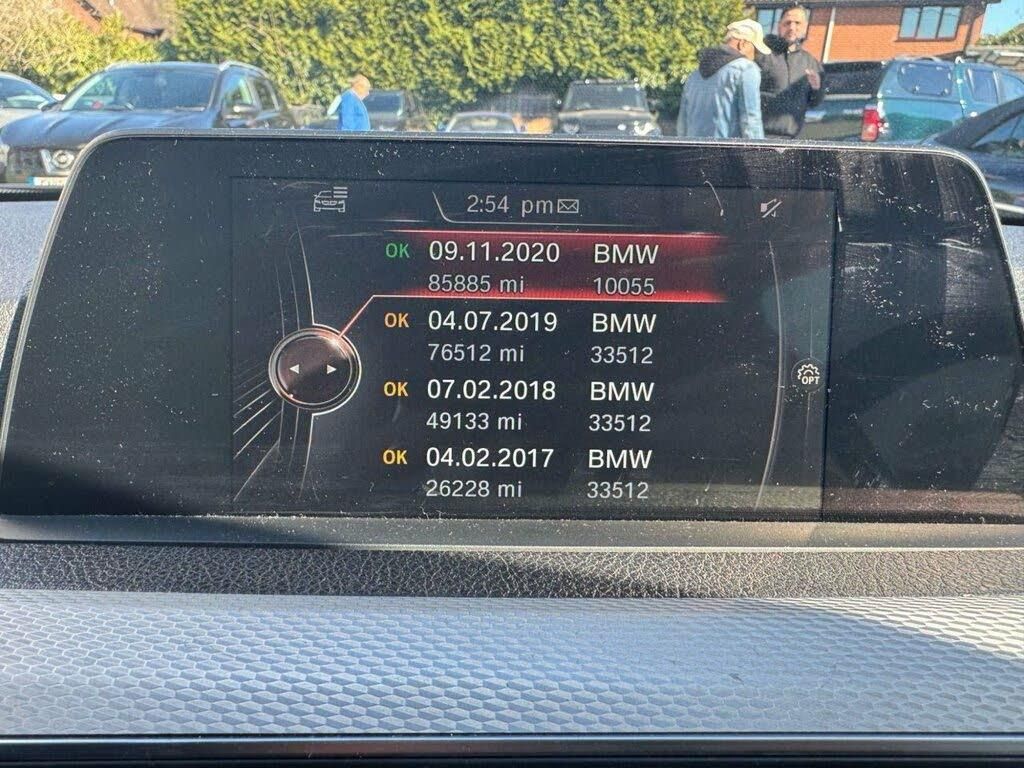 2:54 pm
OK 09.11.2020 BMW
85885 mi 10055
OK 04.07.2019 BMW
76512 mi 33512
OK 07.02.2018 BMW
49133 mi 33512
OPT
OK 04.02.2017 BMW
26228 mi 33512